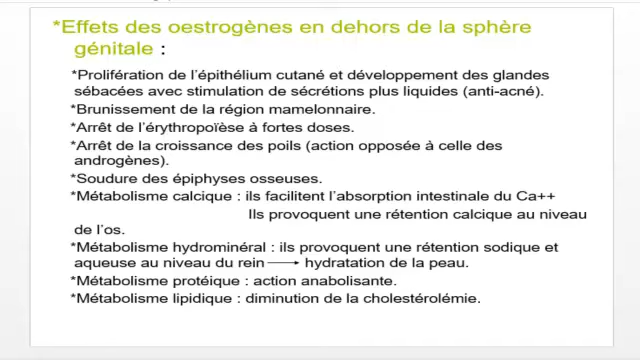 *Effets des oestrogènes en dehors de la sphère
génitale :
*Prolifération de l'épithélium cutané et développement des glandes
sébacées avec stimulation de sécrétions plus liquides (anti-acné).
*Brunissement de la région mamelonnaire.
*Arrêt de l'érythropoïèse à fortes doses.
*Arrêt de la croissance des poils (action opposée à celle des
androgènes).
*Soudure des épiphyses osseuses.
*Métabolisme calcique : ils facilitent l'absorption intestinale du Ca++
Ils provoquent une rétention calcique au niveau
de l'os.
*Métabolisme hydrominéral : ils provoquent une rétention sodique et
aqueuse au niveau du rein → hydratation de la peau.
*Métabolisme protéique : action anabolisante.
*Métabolisme lipidique : diminution de la cholestérolémie.